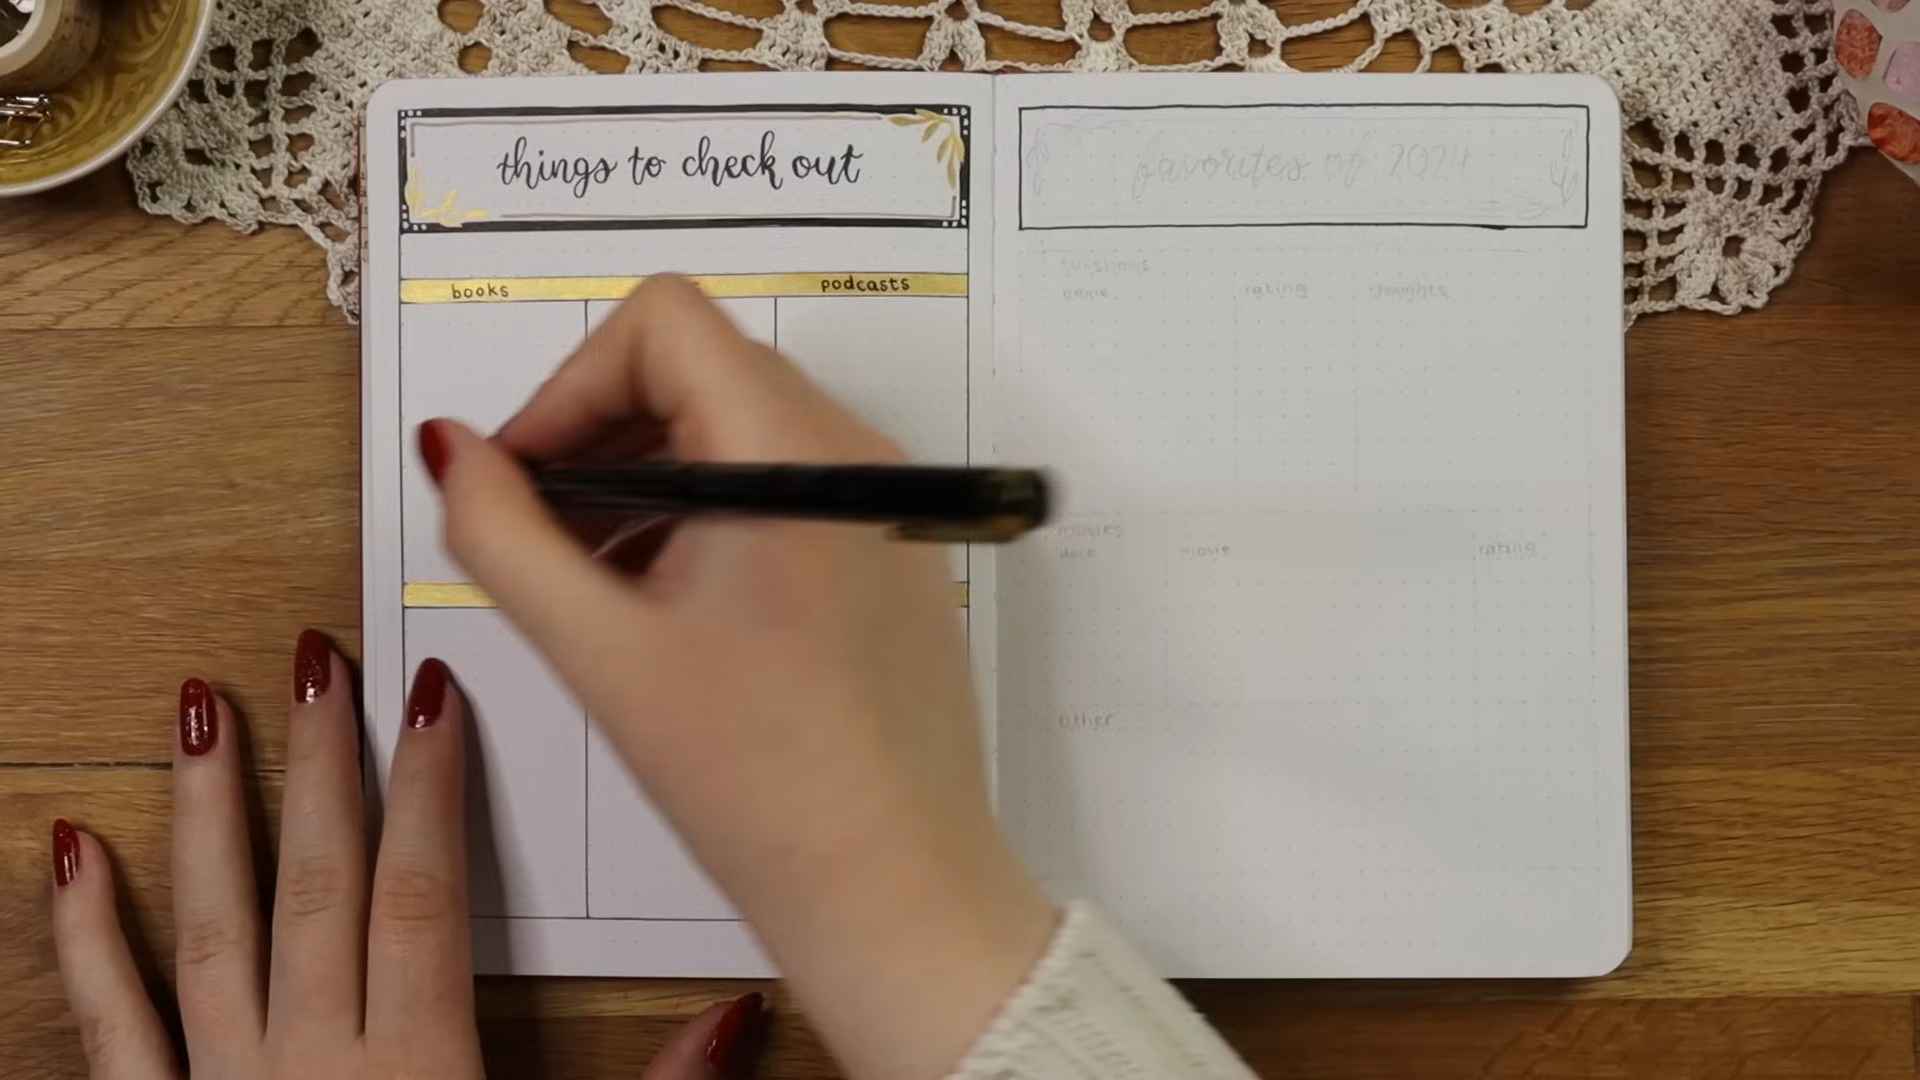 things to check out
books
podcasts
favorites of 2024
tv-shows
name rating thoughts
movies
date movie rating
other